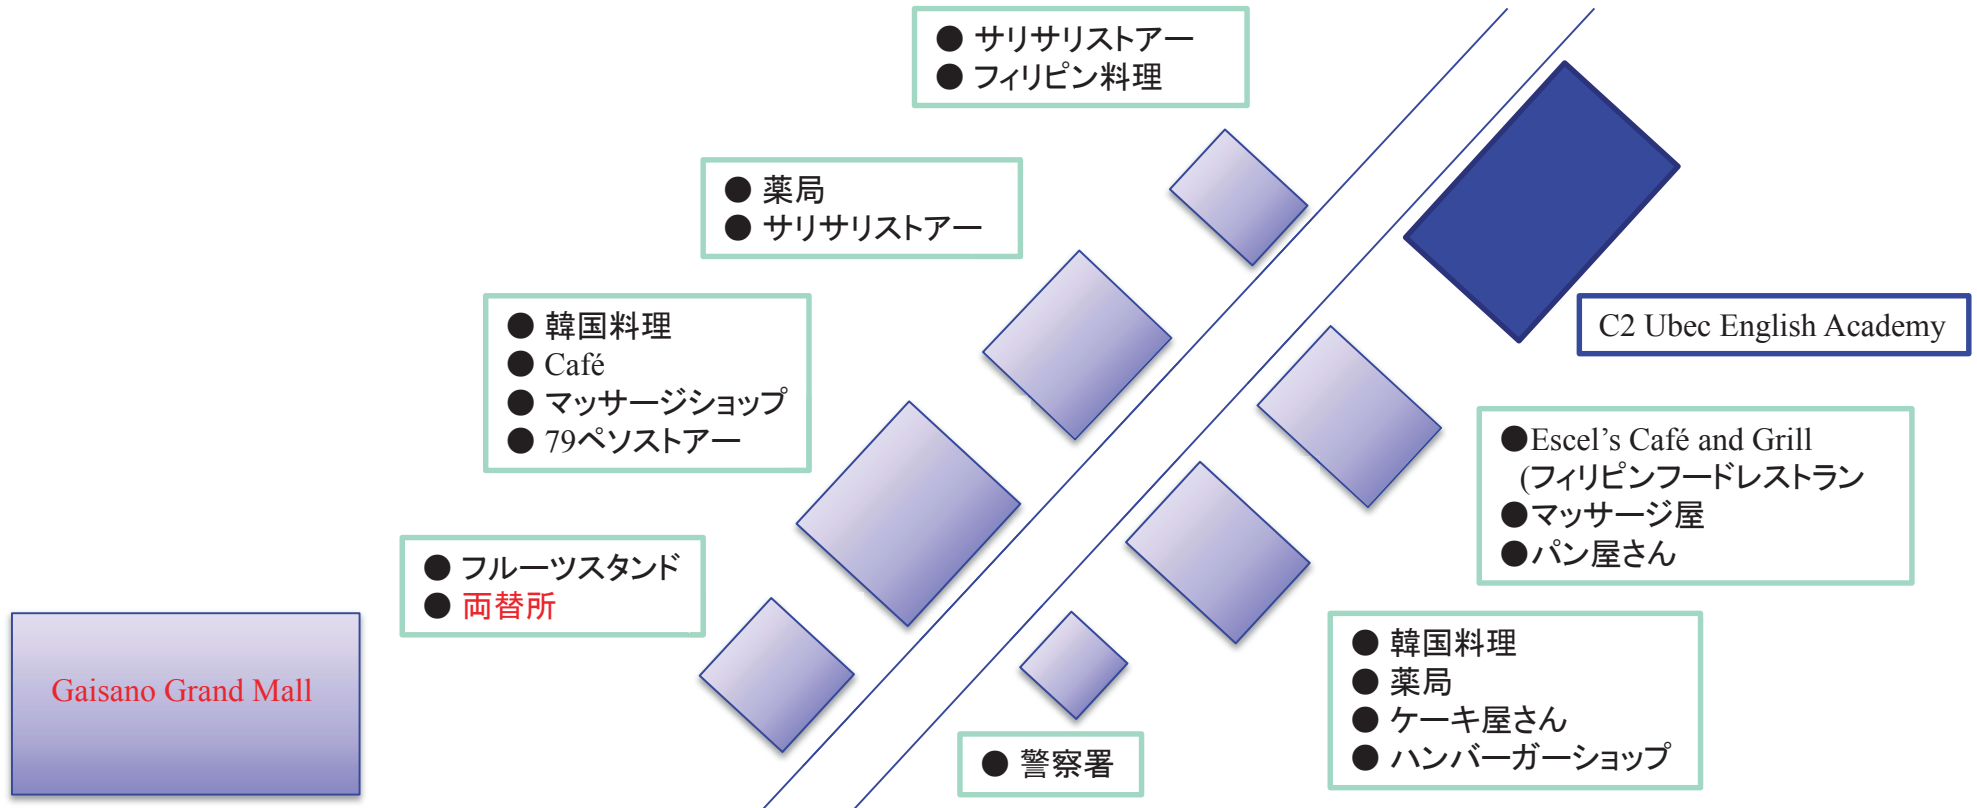 ● サリサリストアー
● フィリピン料理
● 薬局
● サリサリストアー
● 韓国料理
● Café
● マッサージショップ
● 79ペソストアー
● フルーツスタンド
● 両替所
Gaisano Grand Mall
C2 Ubec English Academy
●Escel’s Café and Grill
(フィリピンフードレストラン
●マッサージ屋
●パン屋さん
● 韓国料理
● 薬局
● ケーキ屋さん
● ハンバーガーショップ
● 警察署